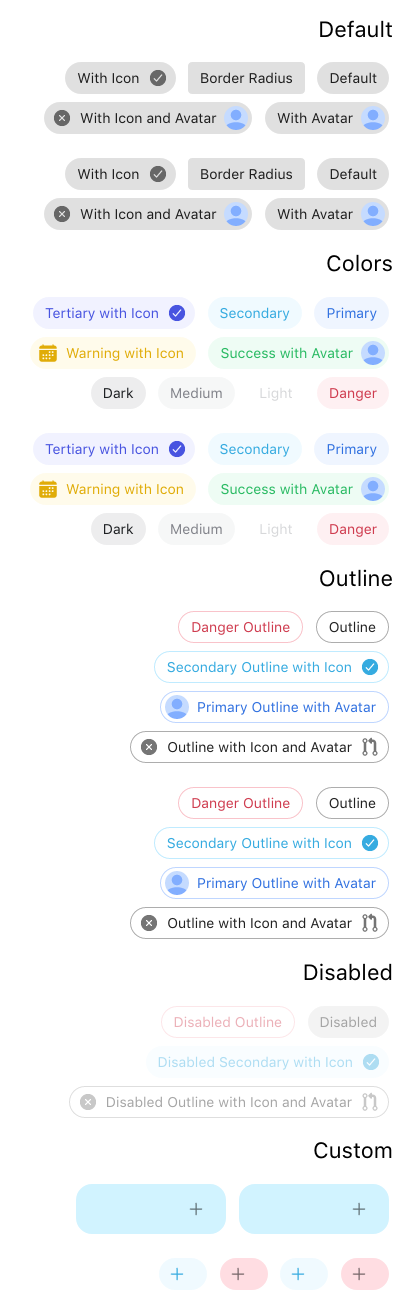 Default
With Icon Border Radius Default
With Icon and Avatar With Avatar
With Icon Border Radius Default
With Icon and Avatar With Avatar
Colors
Tertiary with Icon Secondary Primary
Warning with Icon Success with Avatar
Dark Medium Light Danger
Tertiary with Icon Secondary Primary
Warning with Icon Success with Avatar
Dark Medium Light Danger
Outline
Danger Outline Outline
Secondary Outline with Icon
Primary Outline with Avatar
Outline with Icon and Avatar
Danger Outline Outline
Secondary Outline with Icon
Primary Outline with Avatar
Outline with Icon and Avatar
Disabled
Disabled Outline Disabled
Disabled Secondary with Icon
Disabled Outline with Icon and Avatar
Custom